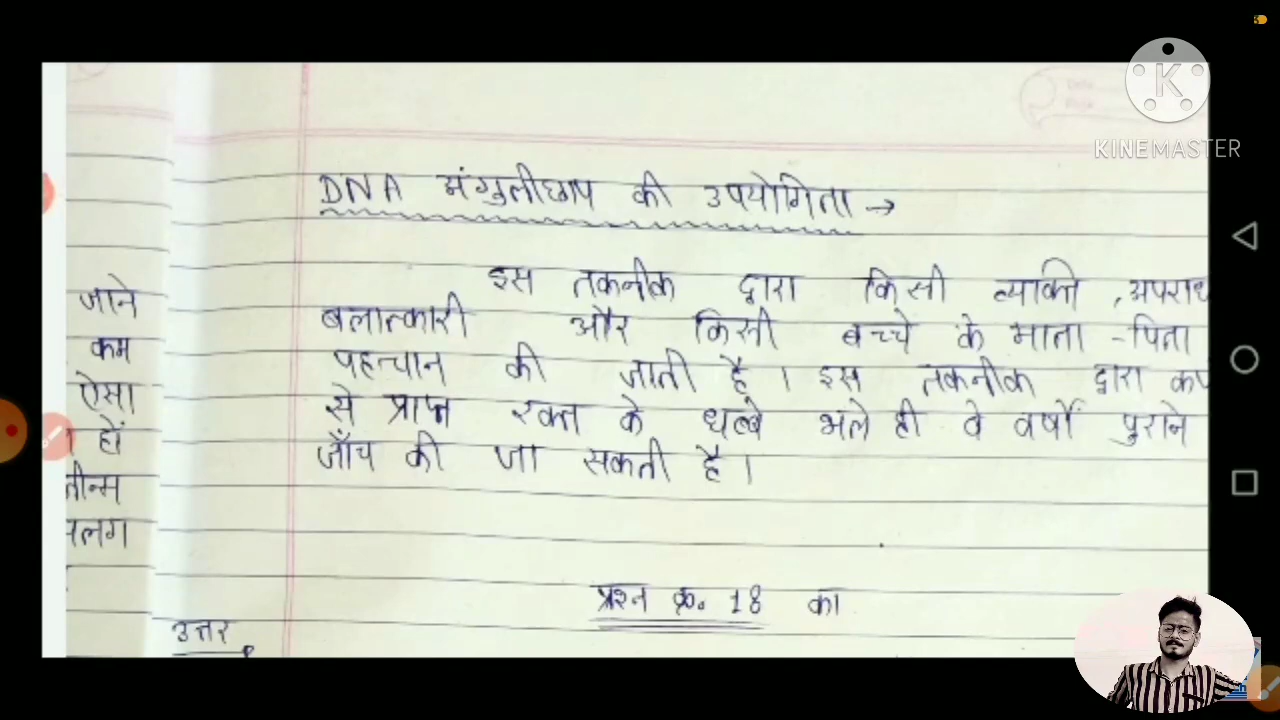 KINEMASTER
DNA अंगुलीछाप की उपयोगिता →
इस तकनीक द्वारा किसी व्यक्ति , अपराध
बलात्कारी और किसी बच्चे के माता - पिता
पहचान की जाती है । इस तकनीक द्वारा कप
से प्राप्त रक्त के धब्बे भले ही वे वर्षों पुराने
जाँच की जा सकती है ।
प्रश्न क्र. 18 का
उत्तर
जाने
कम
ऐसा
हों